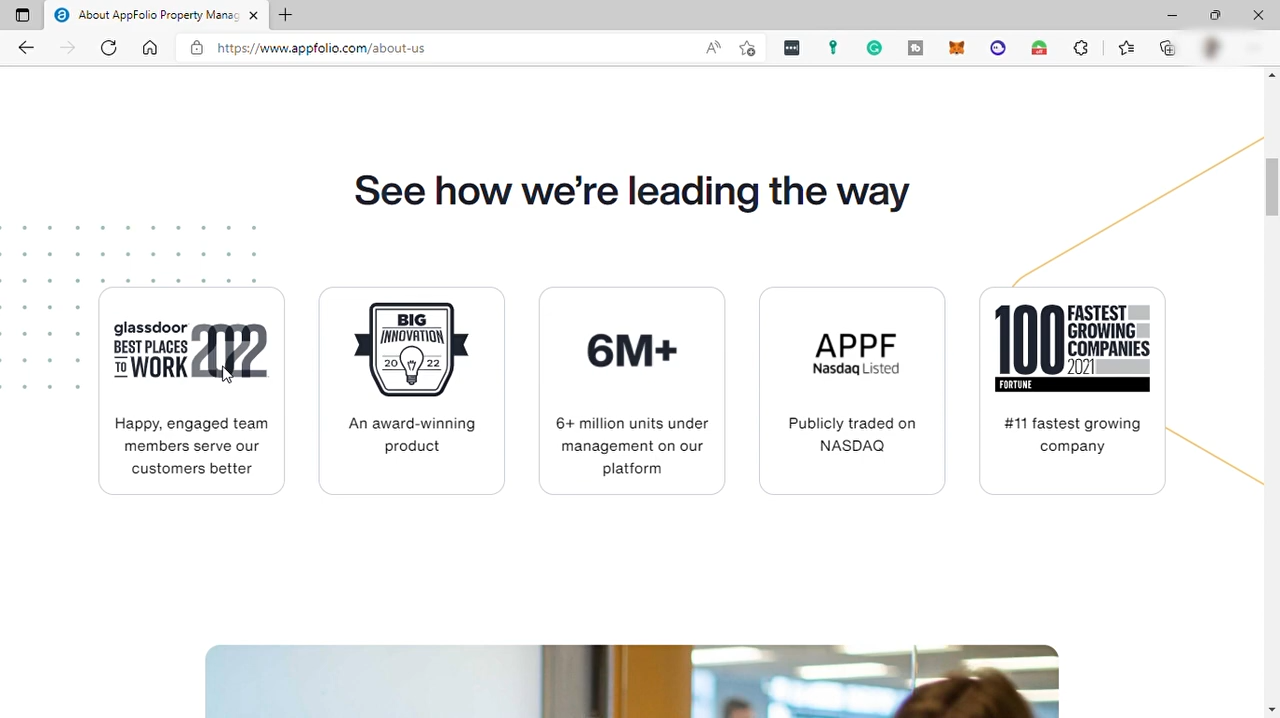 About AppFolio Property Manag
https://www.appfolio.com/about-us
See how we're leading the way
glassdoor
BEST PLACES
TO WORK
2022
Happy, engaged team
members serve our
customers better
BIG
INNOVATION
20 22
An award-winning
product
6M+
6+ million units under
management on our
platform
APPF
Nasdaq Listed
Publicly traded on
NASDAQ
100 FASTEST
GROWING
COMPANIES
2021
FORTUNE
#11 fastest growing
company